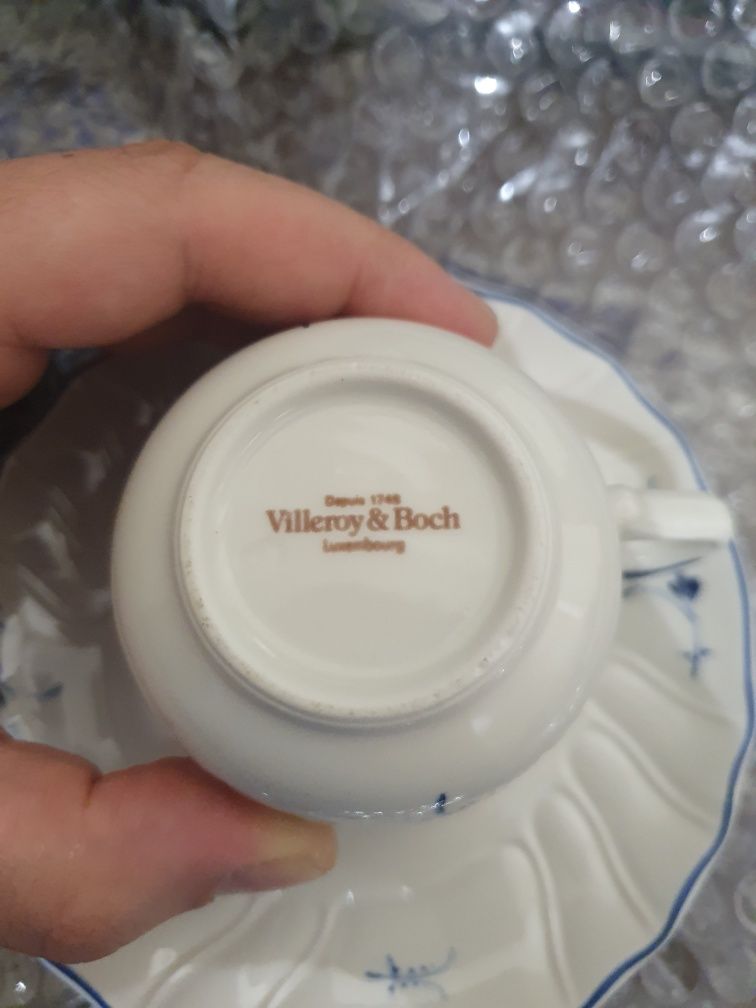 Depuis 1748
Villeroy & Boch
Luxembourg